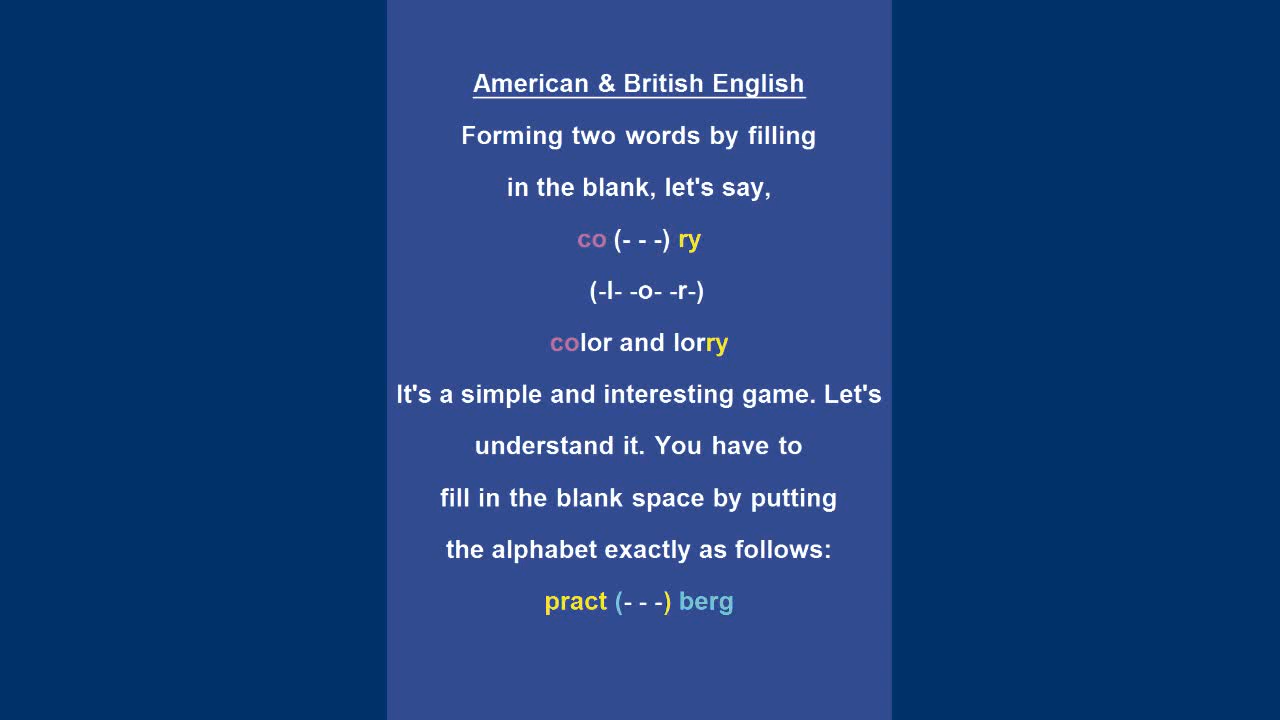 American & British English
Forming two words by filling
in the blank, let's say,
co (- - -) ry
(-l- -o- -r-)
color and lorry
It's a simple and interesting game. Let's
understand it. You have to
fill in the blank space by putting
the alphabet exactly as follows:
pract (- - -) berg